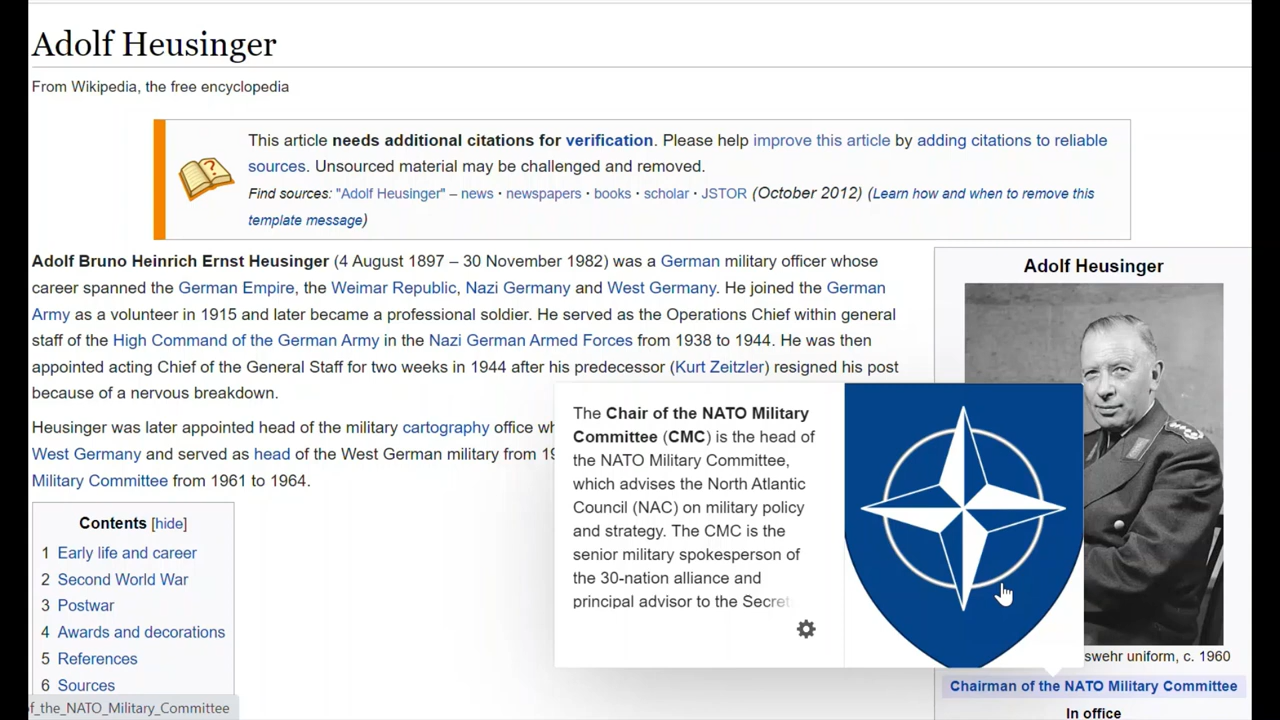 Adolf Heusinger
From Wikipedia, the free encyclopedia
This article needs additional citations for verification. Please help improve this article by adding citations to reliable
sources. Unsourced material may be challenged and removed.
Find sources: "Adolf Heusinger" – news · newspapers · books · scholar · JSTOR (October 2012) (Learn how and when to remove this
template message)
Adolf Bruno Heinrich Ernst Heusinger (4 August 1897 – 30 November 1982) was a German military officer whose
career spanned the German Empire, the Weimar Republic, Nazi Germany and West Germany. He joined the German
Army as a volunteer in 1915 and later became a professional soldier. He served as the Operations Chief within general
staff of the High Command of the German Army in the Nazi German Armed Forces from 1938 to 1944. He was then
appointed acting Chief of the General Staff for two weeks in 1944 after his predecessor (Kurt Zeitzler) resigned his post
because of a nervous breakdown.
Heusinger was later appointed head of the military cartography office
West Germany and served as head of the West German military from
Military Committee from 1961 to 1964.
Contents [hide]
1 Early life and career
2 Second World War
3 Postwar
4 Awards and decorations
5 References
6 Sources
f_the_NATO_Military_Committee
The Chair of the NATO Military
Committee (CMC) is the head of
the NATO Military Committee,
which advises the North Atlantic
Council (NAC) on military policy
and strategy. The CMC is the
senior military spokesperson of
the 30-nation alliance and
principal advisor to the
Adolf Heusinger
swehr uniform, c. 1960
Chairman of the NATO Military Committee
In office